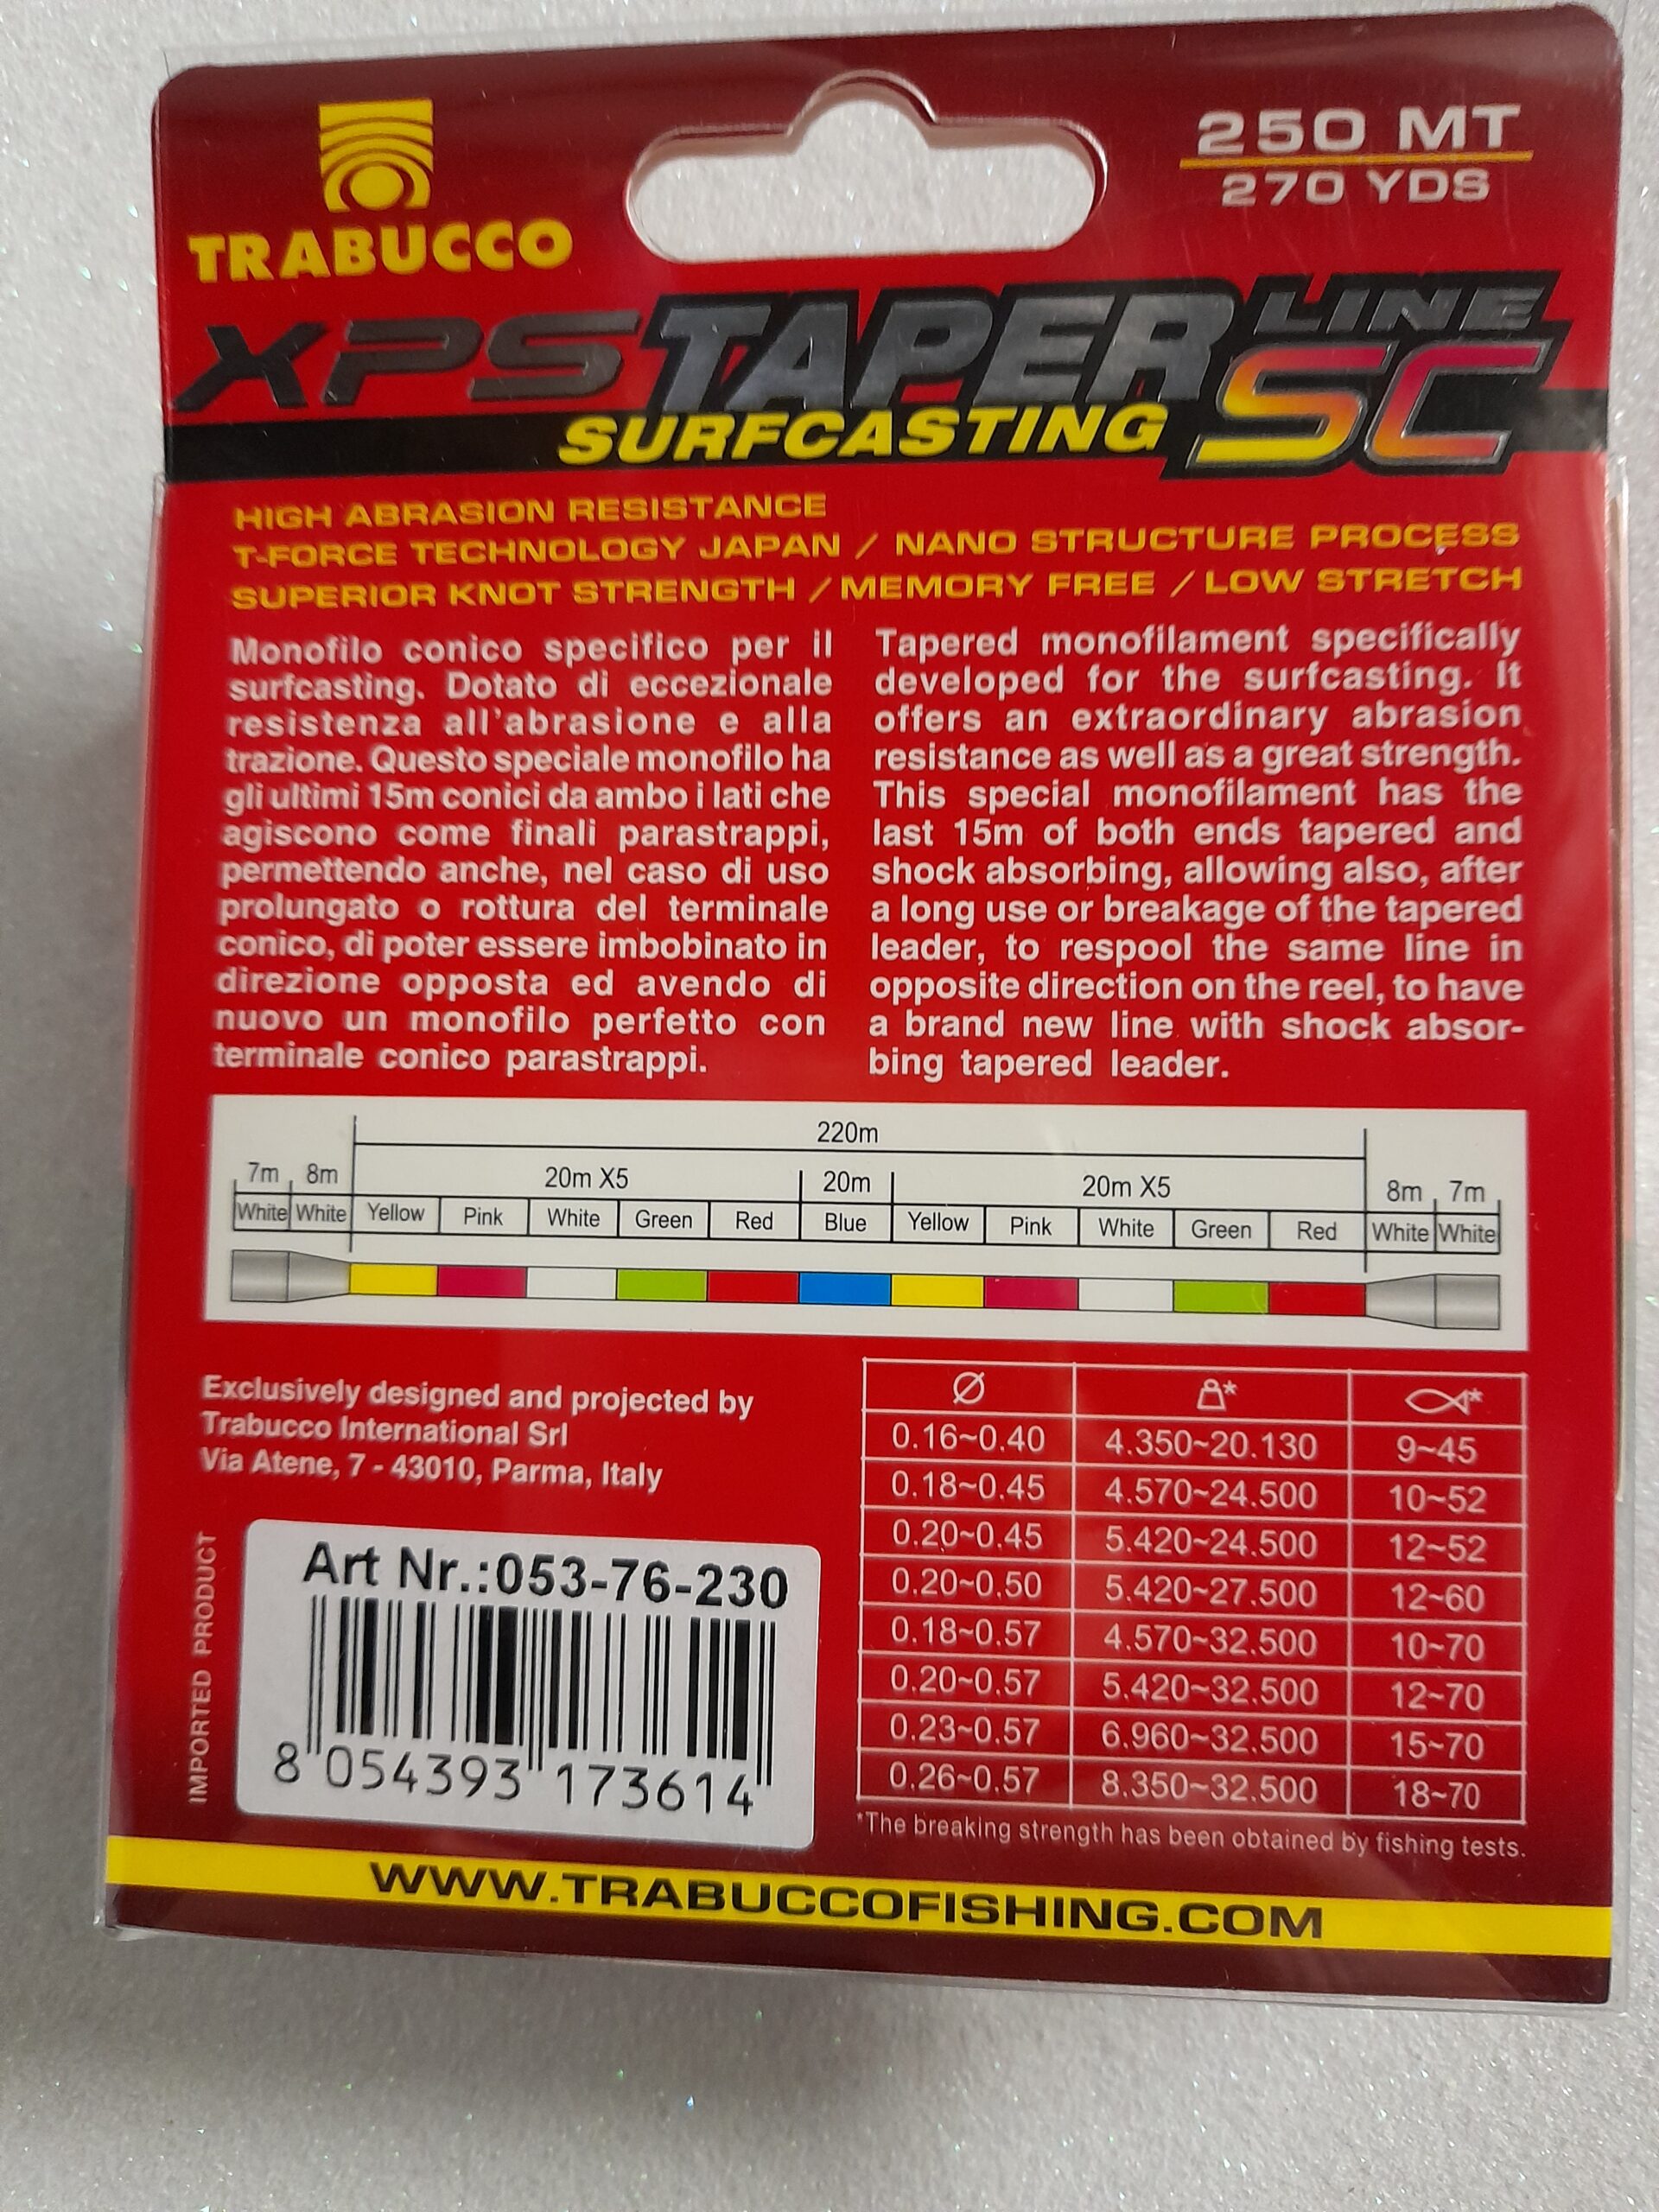 TRABUCCO
250 MT
270 YDS
XPS TAPER LINE SC
SURFCASTING
HIGH ABRASION RESISTANCE
T-FORCE TECHNOLOGY JAPAN / NANO STRUCTURE PROCESS
SUPERIOR KNOT STRENGTH / MEMORY FREE / LOW STRETCH
Monofilo conico specifico per il
surfcasting. Dotato di eccezionale
resistenza all'abrasione e alla
trazione. Questo speciale monofilo ha
gli ultimi 15m conici da ambo i lati che
agiscono come finali parastrappi,
permettendo anche, nel caso di uso
prolungato o rottura del terminale
conico, di poter essere imbobinato in
direzione opposta ed avendo di
nuovo un monofilo perfetto con
terminale conico parastrappi.
Tapered monofilament specifically
developed for the surfcasting. It
offers an extraordinary abrasion
resistance as well as a great strength.
This special monofilament has the
last 15m of both ends tapered and
shock absorbing, allowing also, after
a long use or breakage of the tapered
leader, to respool the same line in
opposite direction on the reel, to have
a brand new line with shock absor-
bing tapered leader.
220m
7m 8m 20m X5 20m 20m X5 8m 7m
White White Yellow Pink White Green Red Blue Yellow Pink White Green Red White White
Exclusively designed and projected by
Trabucco International Srl
Via Atene, 7 - 43010, Parma, Italy
IMPORTED PRODUCT
Art Nr.:053-76-230
8 054393 173614
Ø * *
0.16~0.40 4.350~20.130 9~45
0.18~0.45 4.570~24.500 10~52
0.20~0.45 5.420~24.500 12~52
0.20~0.50 5.420~27.500 12~60
0.18~0.57 4.570~32.500 10~70
0.20~0.57 5.420~32.500 12~70
0.23~0.57 6.960~32.500 15~70
0.26~0.57 8.350~32.500 18~70
*The breaking strength has been obtained by fishing tests.
WWW.TRABUCCOFISHING.COM